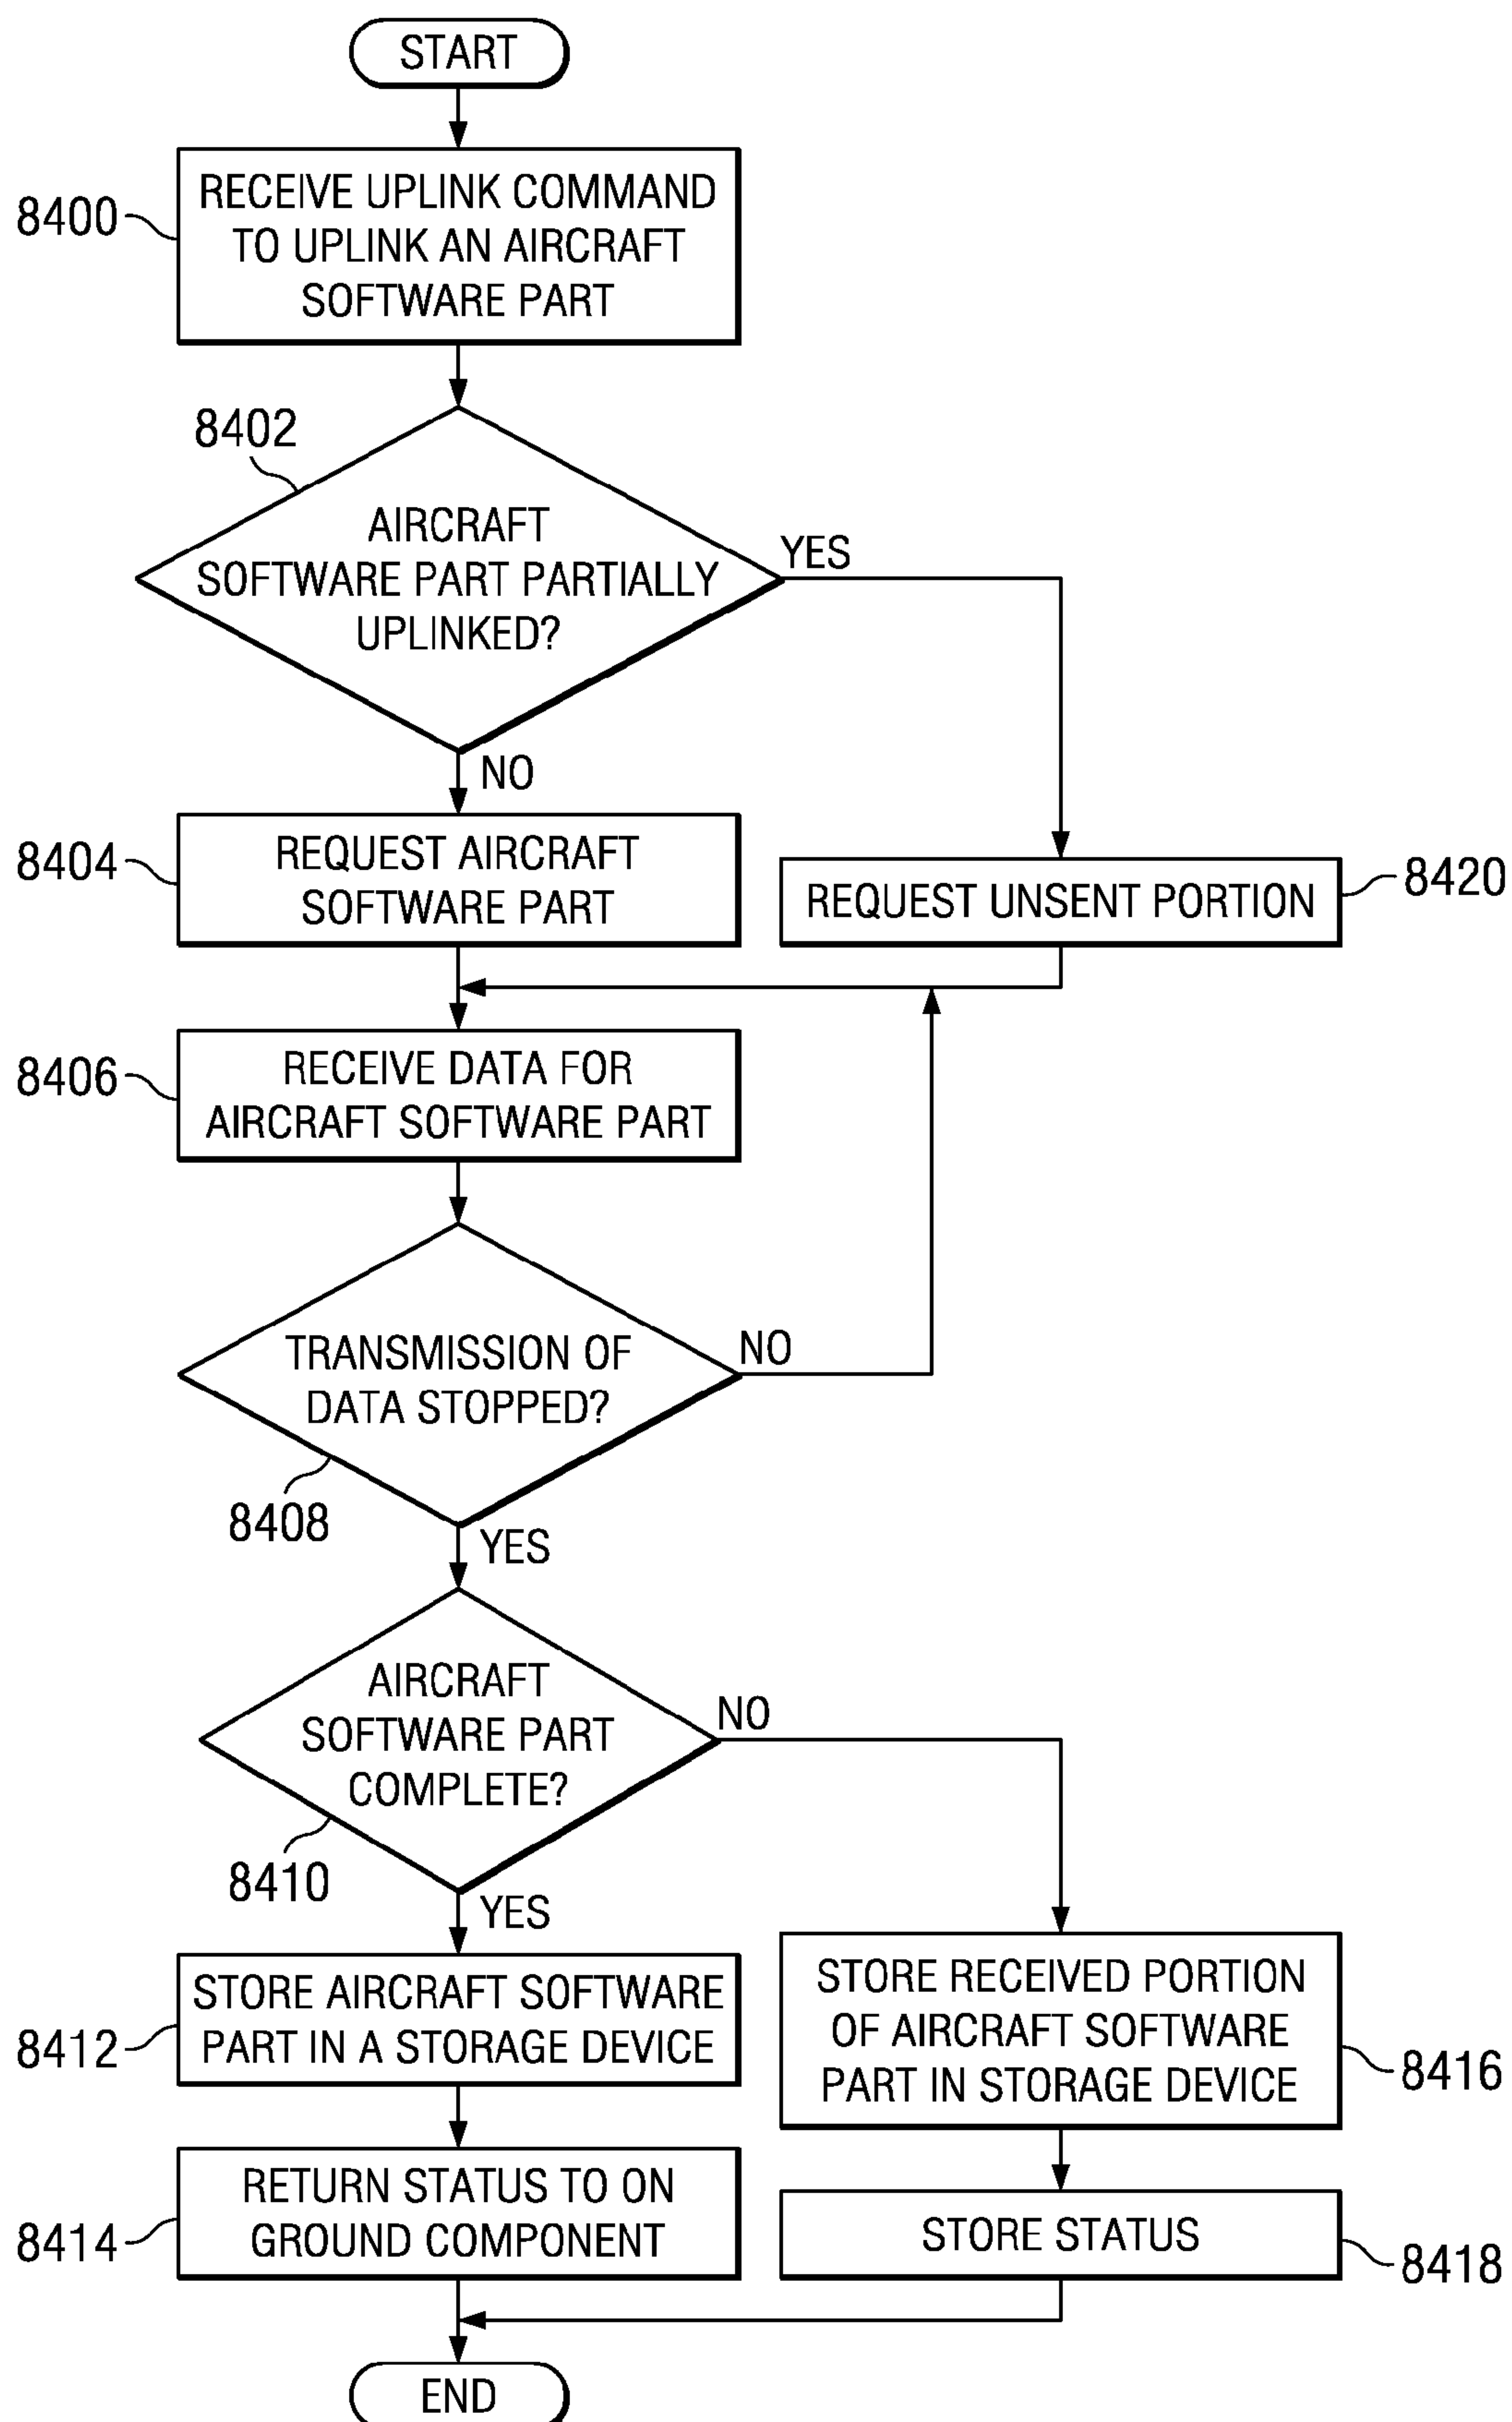 START
8400
RECEIVE UPLINK COMMAND
TO UPLINK AN AIRCRAFT
SOFTWARE PART
8402
AIRCRAFT
SOFTWARE PART PARTIALLY
UPLINKED?
YES
NO
8404
REQUEST AIRCRAFT
SOFTWARE PART
REQUEST UNSENT PORTION
8420
8406
RECEIVE DATA FOR
AIRCRAFT SOFTWARE PART
TRANSMISSION OF
DATA STOPPED?
NO
8408
YES
AIRCRAFT
SOFTWARE PART
COMPLETE?
NO
8410
YES
8412
STORE AIRCRAFT SOFTWARE
PART IN A STORAGE DEVICE
STORE RECEIVED PORTION
OF AIRCRAFT SOFTWARE
PART IN STORAGE DEVICE
8416
8414
RETURN STATUS TO ON
GROUND COMPONENT
STORE STATUS
8418
END